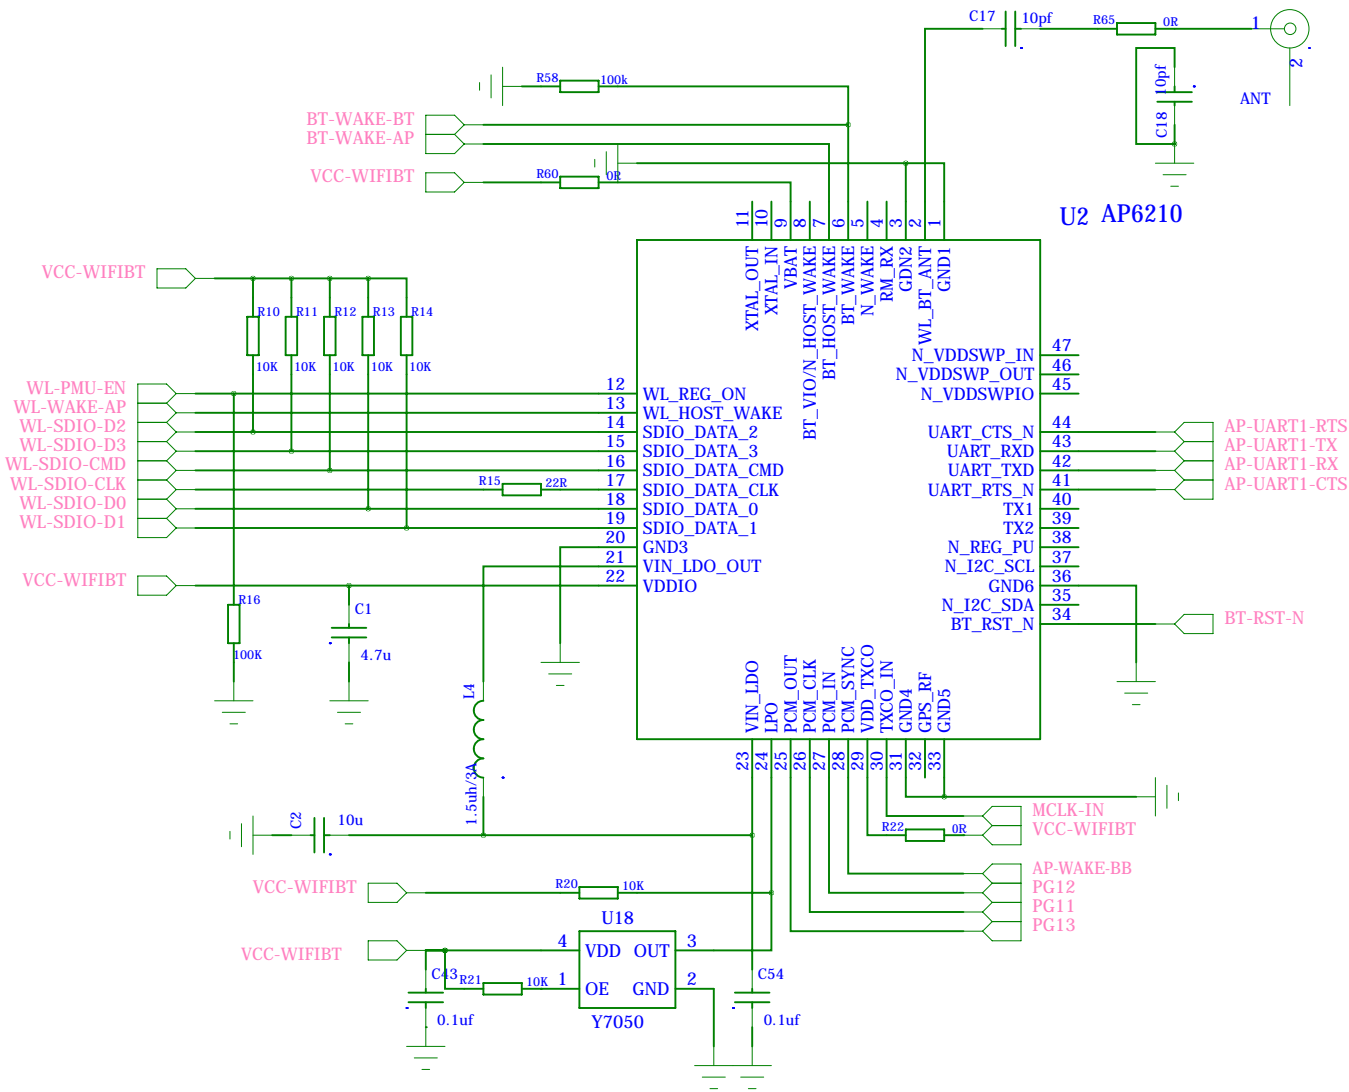 C17
10pf
R65
0R
1
2
ANT
10pf
C18
R58
100k
BT-WAKE-BT
BT-WAKE-AP
VCC-WIFIBT
R60
0R
U2 AP6210
11
10
9
8
7
6
5
4
3
2
1
XTAL_OUT
XTAL_IN
VBAT
BT_VIO/N_HOST_WAKE
BT_HOST_WAKE
BT_WAKE
N_WAKE
RM_RX
GDN2
WL_BT_ANT
GND1
VCC-WIFIBT
R10
R11
R12
R13
R14
10K
10K
10K
10K
10K
WL-PMU-EN
WL-WAKE-AP
WL-SDIO-D2
WL-SDIO-D3
WL-SDIO-CMD
WL-SDIO-CLK
WL-SDIO-D0
WL-SDIO-D1
R15
22R
12 WL_REG_ON
13 WL_HOST_WAKE
14 SDIO_DATA_2
15 SDIO_DATA_3
16 SDIO_DATA_CMD
17 SDIO_DATA_CLK
18 SDIO_DATA_0
19 SDIO_DATA_1
20 GND3
21 VIN_LDO_OUT
22 VDDIO
N_VDDSWP_IN 47
N_VDDSWP_OUT 46
N_VDDSWPIO 45
UART_CTS_N 44
UART_RXD 43
UART_TXD 42
UART_RTS_N 41
TX1 40
TX2 39
N_REG_PU 38
N_I2C_SCL 37
GND6 36
N_I2C_SDA 35
BT_RST_N 34
AP-UART1-RTS
AP-UART1-TX
AP-UART1-RX
AP-UART1-CTS
BT-RST-N
VCC-WIFIBT
R16
100K
C1
4.7u
L4
1.5uh/3A
VIN_LDO
LPO
PCM_OUT
PCM_CLK
PCM_IN
PCM_SYNC
VDD_TXCO
TXCO_IN
GND4
GPS_RF
GND5
23
24
25
26
27
28
29
30
31
32
33
C2
10u
MCLK-IN
R22
0R
VCC-WIFIBT
AP-WAKE-BB
PG12
PG11
PG13
VCC-WIFIBT
R20
10K
U18
VCC-WIFIBT
4 VDD OUT 3
C43
R21
10K
1 OE GND 2
0.1uf
Y7050
C54
0.1uf